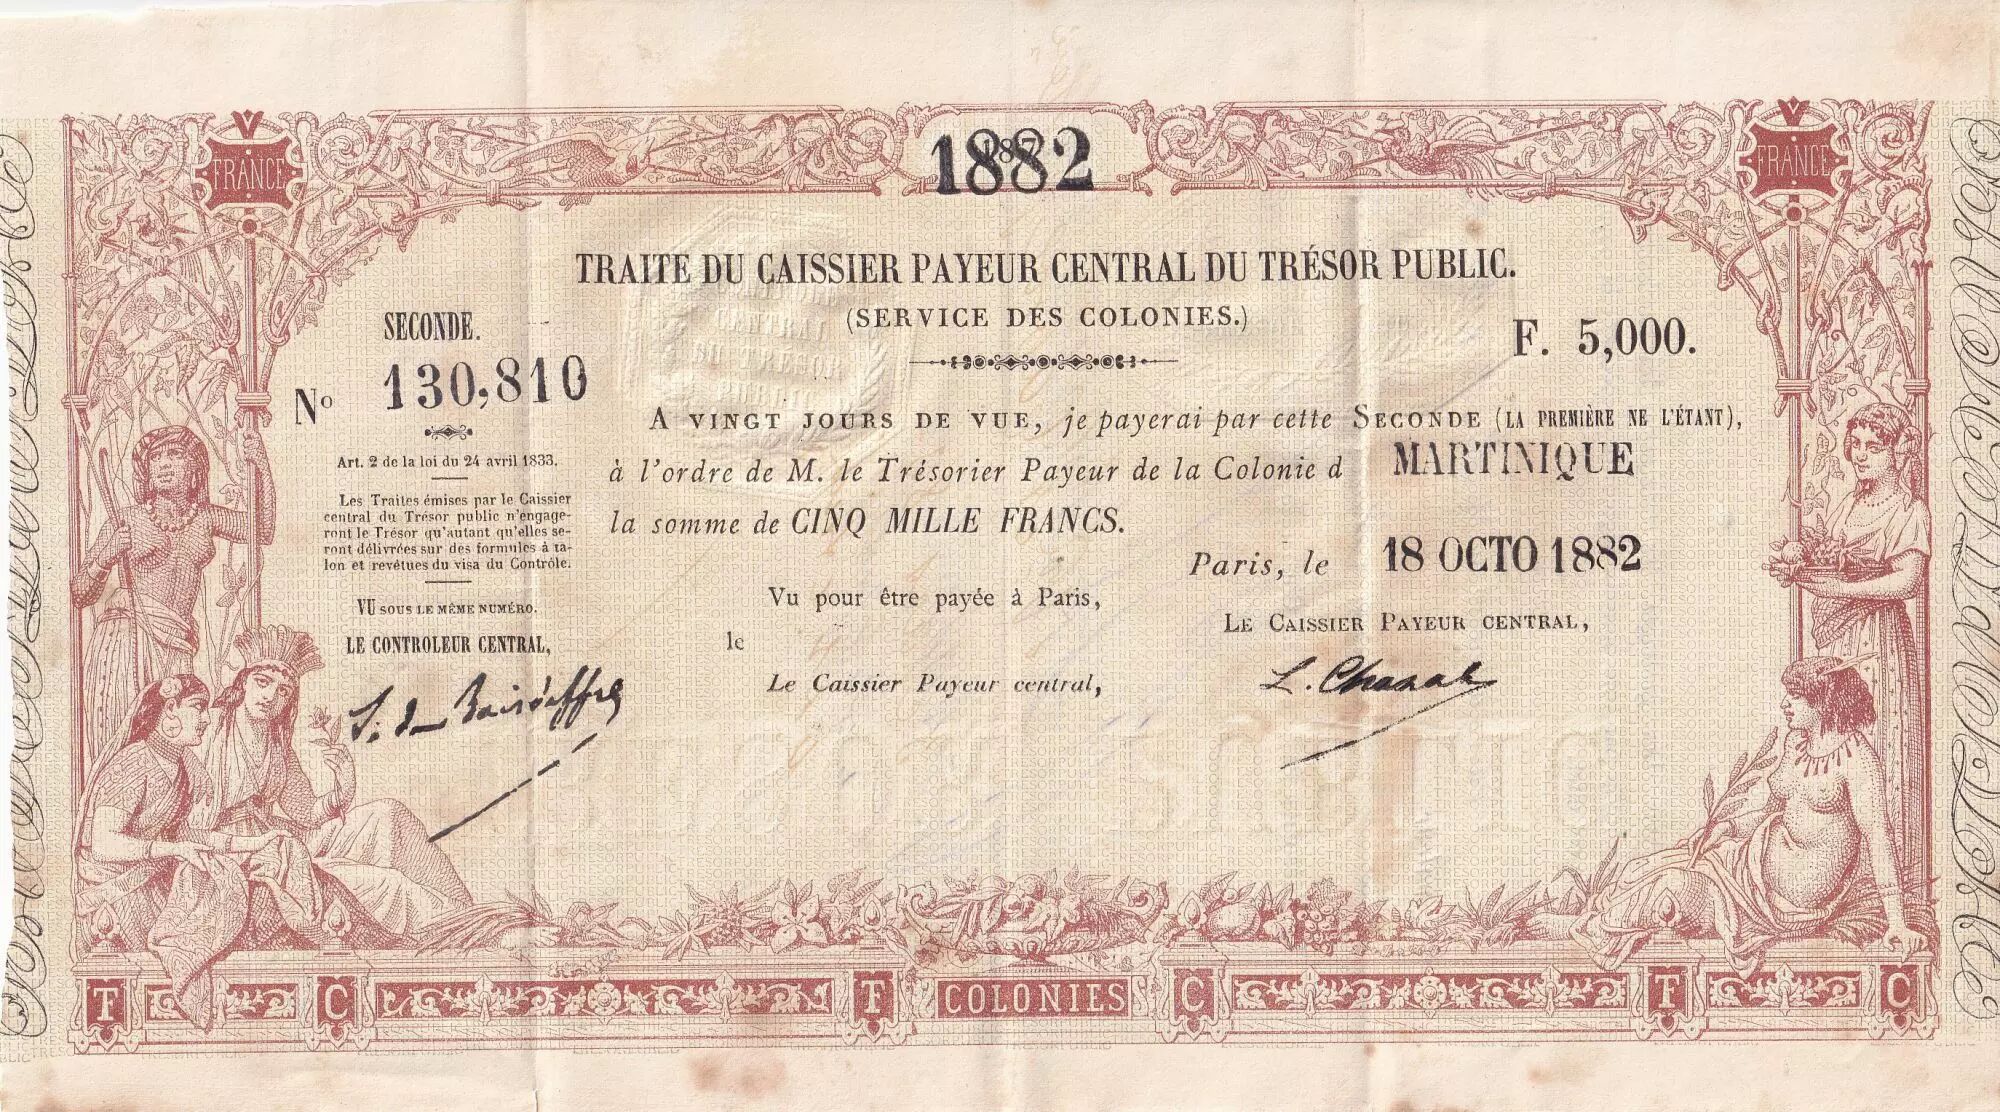 FRANCE
1882
FRANCE
TRAITE DU CAISSIER PAYEUR CENTRAL DU TRÉSOR PUBLIC.
(SERVICE DES COLONIES.)
SECONDE.
No 130,810
F. 5,000.
Art. 2 de la loi du 24 avril 1833.
Les Traites émises par le Caissier
central du Trésor public n'engage-
ront le Trésor qu'autant qu'elles se-
ront délivrées sur des formules à ta-
lon et revêtues du visa du Contrôle.
VU SOUS LE MÊME NUMÉRO.
LE CONTROLEUR CENTRAL,
A VINGT JOURS DE VUE, je payerai par cette SECONDE (LA PREMIÈRE NE L'ÉTANT),
à l'ordre de M. le Trésorier Payeur de la Colonie d MARTINIQUE
la somme de CINQ MILLE FRANCS.
Paris, le 18 OCTO 1882
Vu pour être payée à Paris,
le
Le Caissier Payeur central,
LE CAISSIER PAYEUR CENTRAL,
L. Chazal
CENTRAL
DU TRESOR
PUBLIC
T C T COLONIES C T C